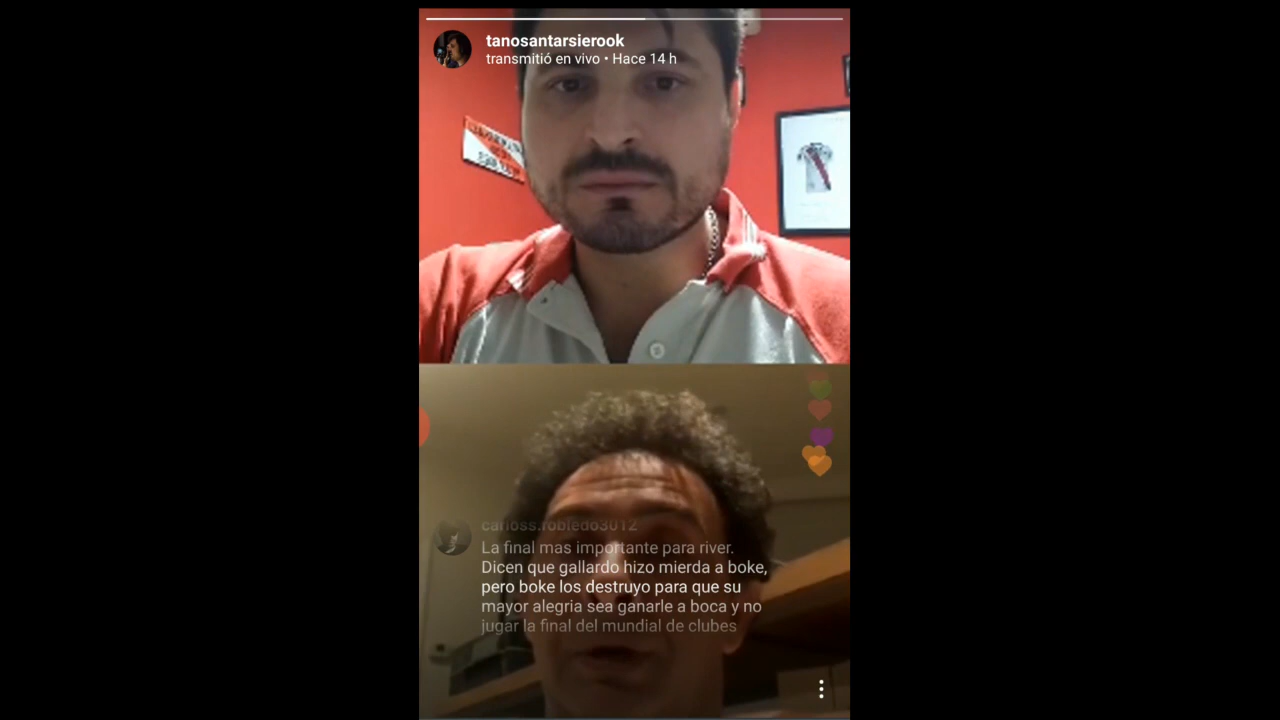 tanosantarsierook
transmitió en vivo • Hace 14 h
carloss.robledo3012
La final mas importante para river.
Dicen que gallardo hizo mierda a boke,
pero boke los destruyo para que su
mayor alegria sea ganarle a boca y no
jugar la final del mundial de clubes